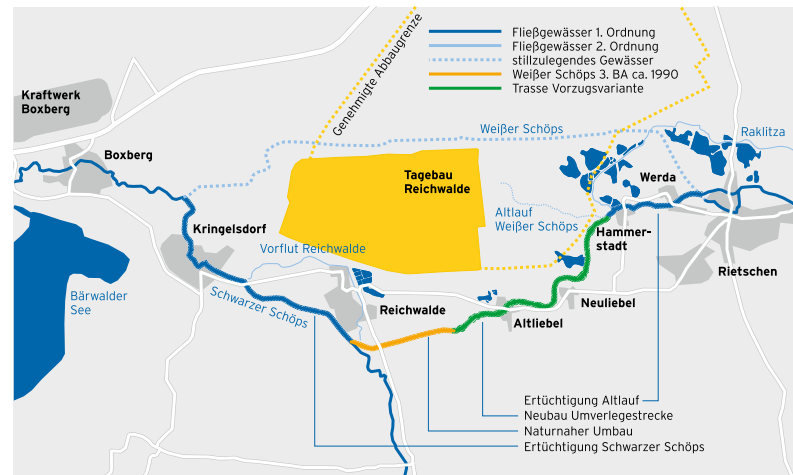 Fließgewässer 1. Ordnung
Fließgewässer 2. Ordnung
stillzulegendes Gewässer
Weißer Schöps 3. BA ca. 1990
Trasse Vorzugsvariante
Genehmigte Abbaugrenze
Kraftwerk
Boxberg
Boxberg
Weißer Schöps
Raklitza
Tagebau
Reichwalde
Werda
Altlauf
Weißer Schöps
Kringelsdorf
Hammer-
stadt
Vorflut Reichwalde
Rietschen
Bärwalder
See
Schwarzer Schöps
Reichwalde
Neuliebel
Altliebel
Ertüchtigung Altlauf
Neubau Umverlegestrecke
Naturnaher Umbau
Ertüchtigung Schwarzer Schöps